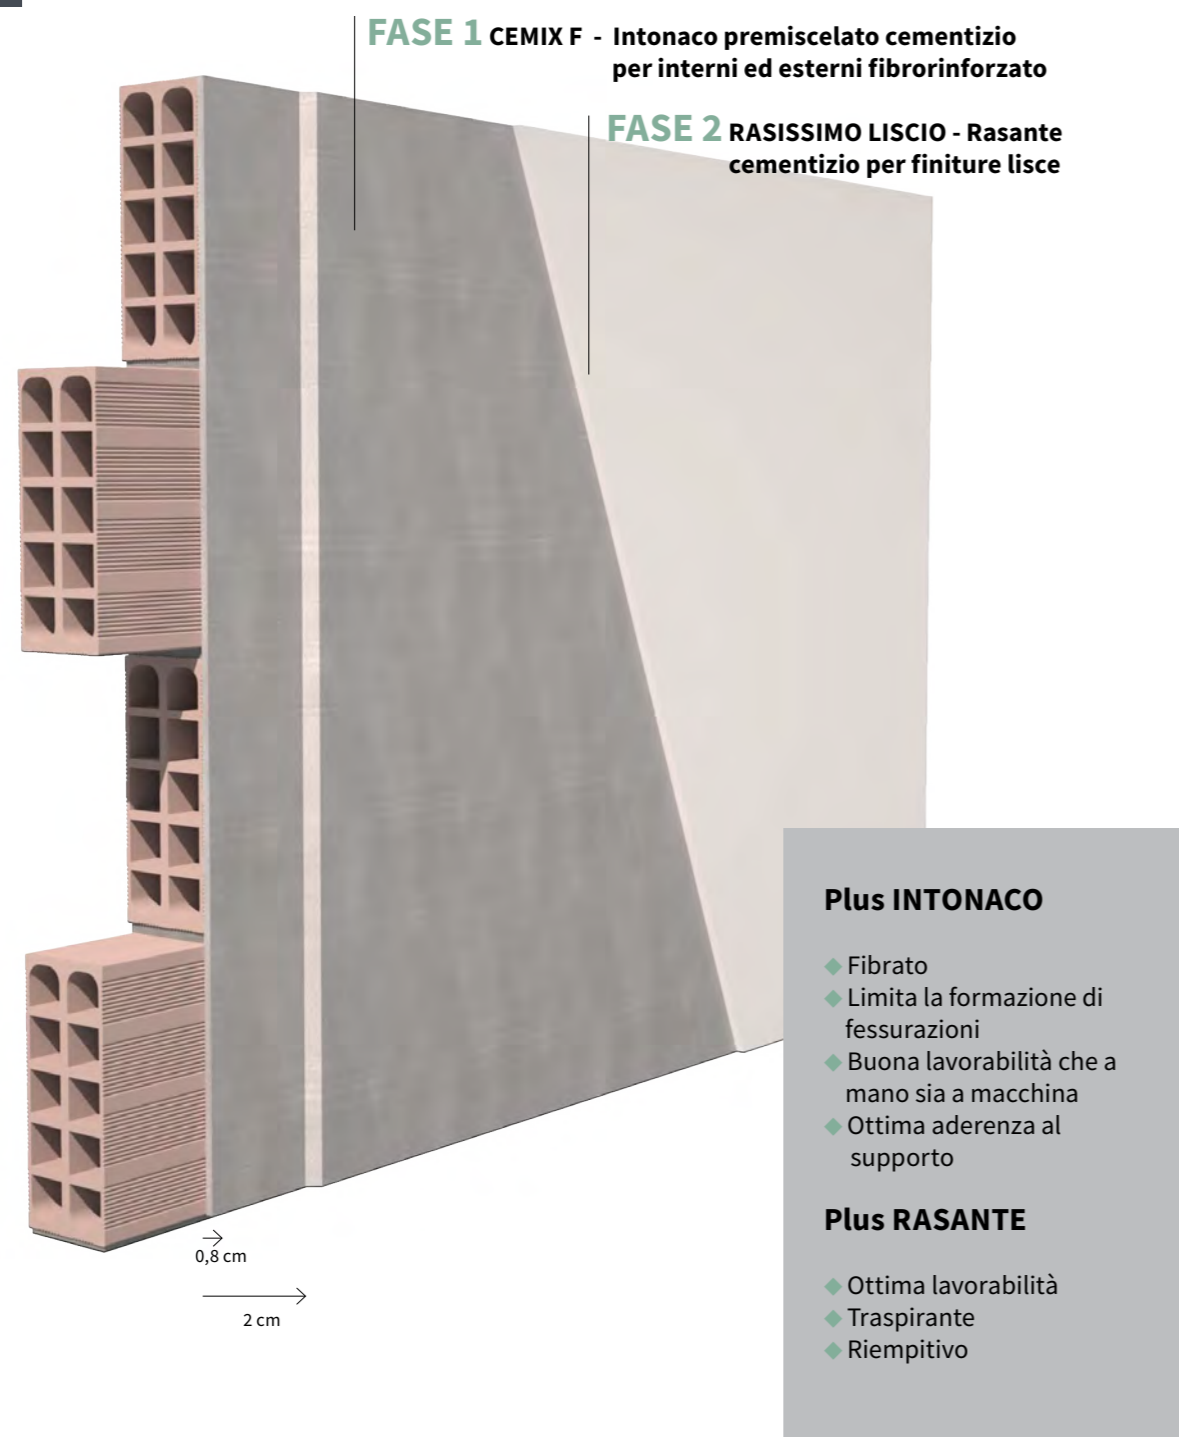 FASE 1 CEMIX F - Intonaco premiscelato cementizio
per interni ed esterni fibrorinforzato
FASE 2 RASISSIMO LISCIO - Rasante
cementizio per finiture lisce
Plus INTONACO
◆ Fibrato
◆ Limita la formazione di
fessurazioni
◆ Buona lavorabilità che a
mano sia a macchina
◆ Ottima aderenza al
supporto
Plus RASANTE
◆ Ottima lavorabilità
◆ Traspirante
◆ Riempitivo
0,8 cm
2 cm